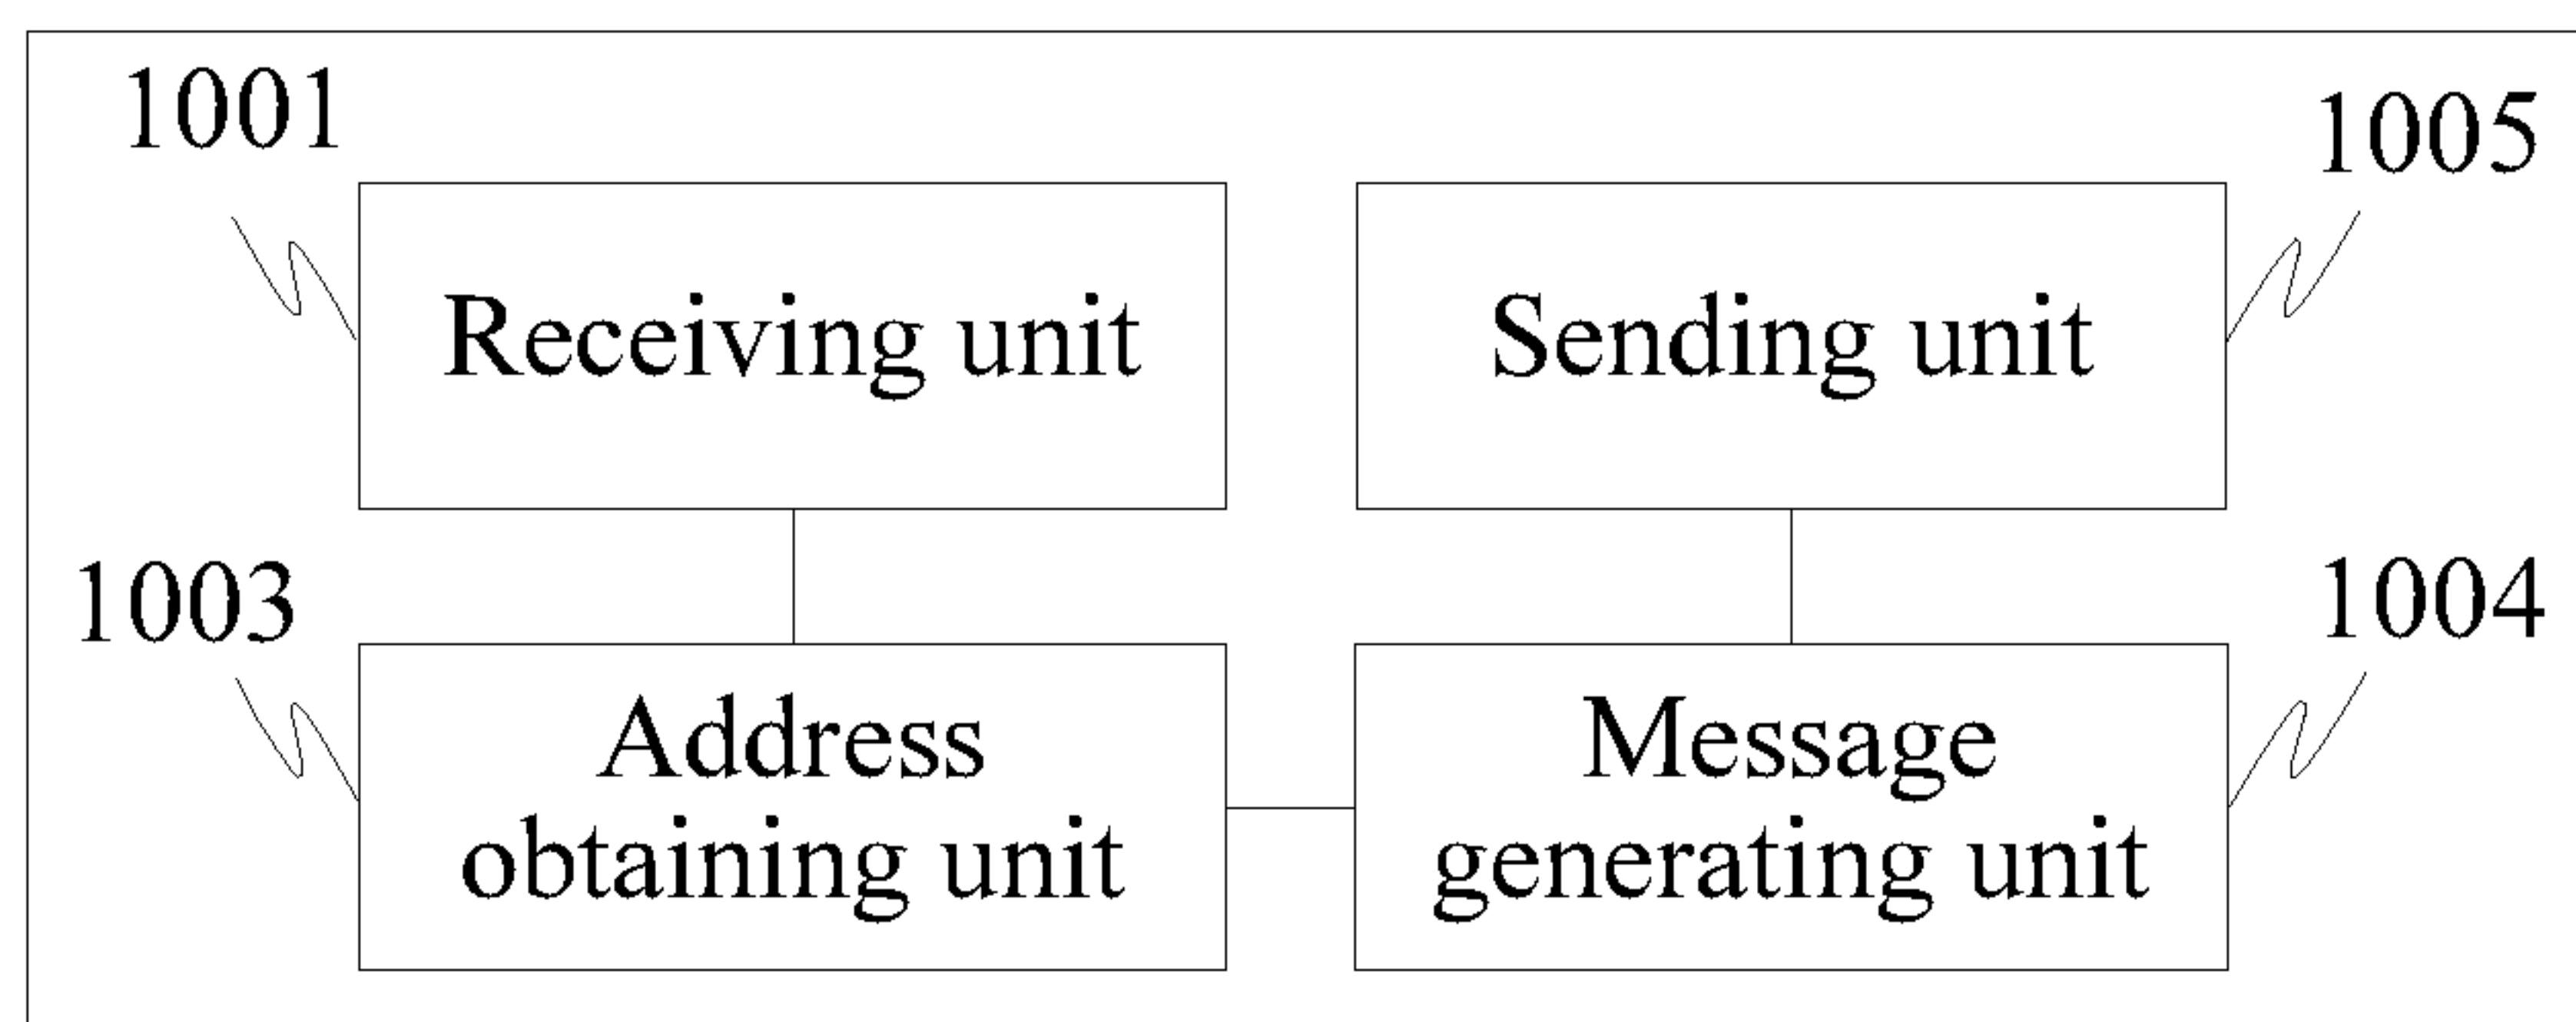 1001
1005
Receiving unit
Sending unit
1003
1004
Address
obtaining unit
Message
generating unit